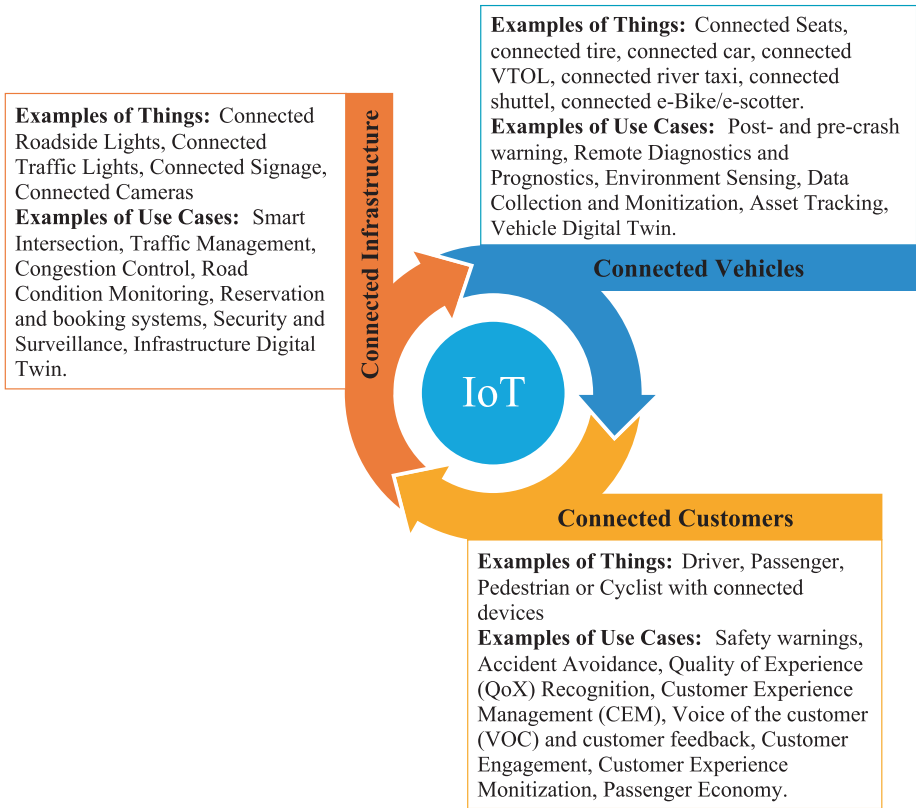 Examples of Things: Connected Seats,
connected tire, connected car, connected
VTOL, connected river taxi, connected
shuttel, connected e-Bike/e-scotter.
Examples of Use Cases: Post- and pre-crash
warning, Remote Diagnostics and
Prognostics, Environment Sensing, Data
Collection and Monitization, Asset Tracking,
Vehicle Digital Twin.
Connected Vehicles
Examples of Things: Connected
Roadside Lights, Connected
Traffic Lights, Connected Signage,
Connected Cameras
Examples of Use Cases: Smart
Intersection, Traffic Management,
Congestion Control, Road
Condition Monitoring, Reservation
and booking systems, Security and
Surveillance, Infrastructure Digital
Twin.
Connected Infrastructure
IoT
Connected Customers
Examples of Things: Driver, Passenger,
Pedestrian or Cyclist with connected
devices
Examples of Use Cases: Safety warnings,
Accident Avoidance, Quality of Experience
(QoX) Recognition, Customer Experience
Management (CEM), Voice of the customer
(VOC) and customer feedback, Customer
Engagement, Customer Experience
Monitization, Passenger Economy.